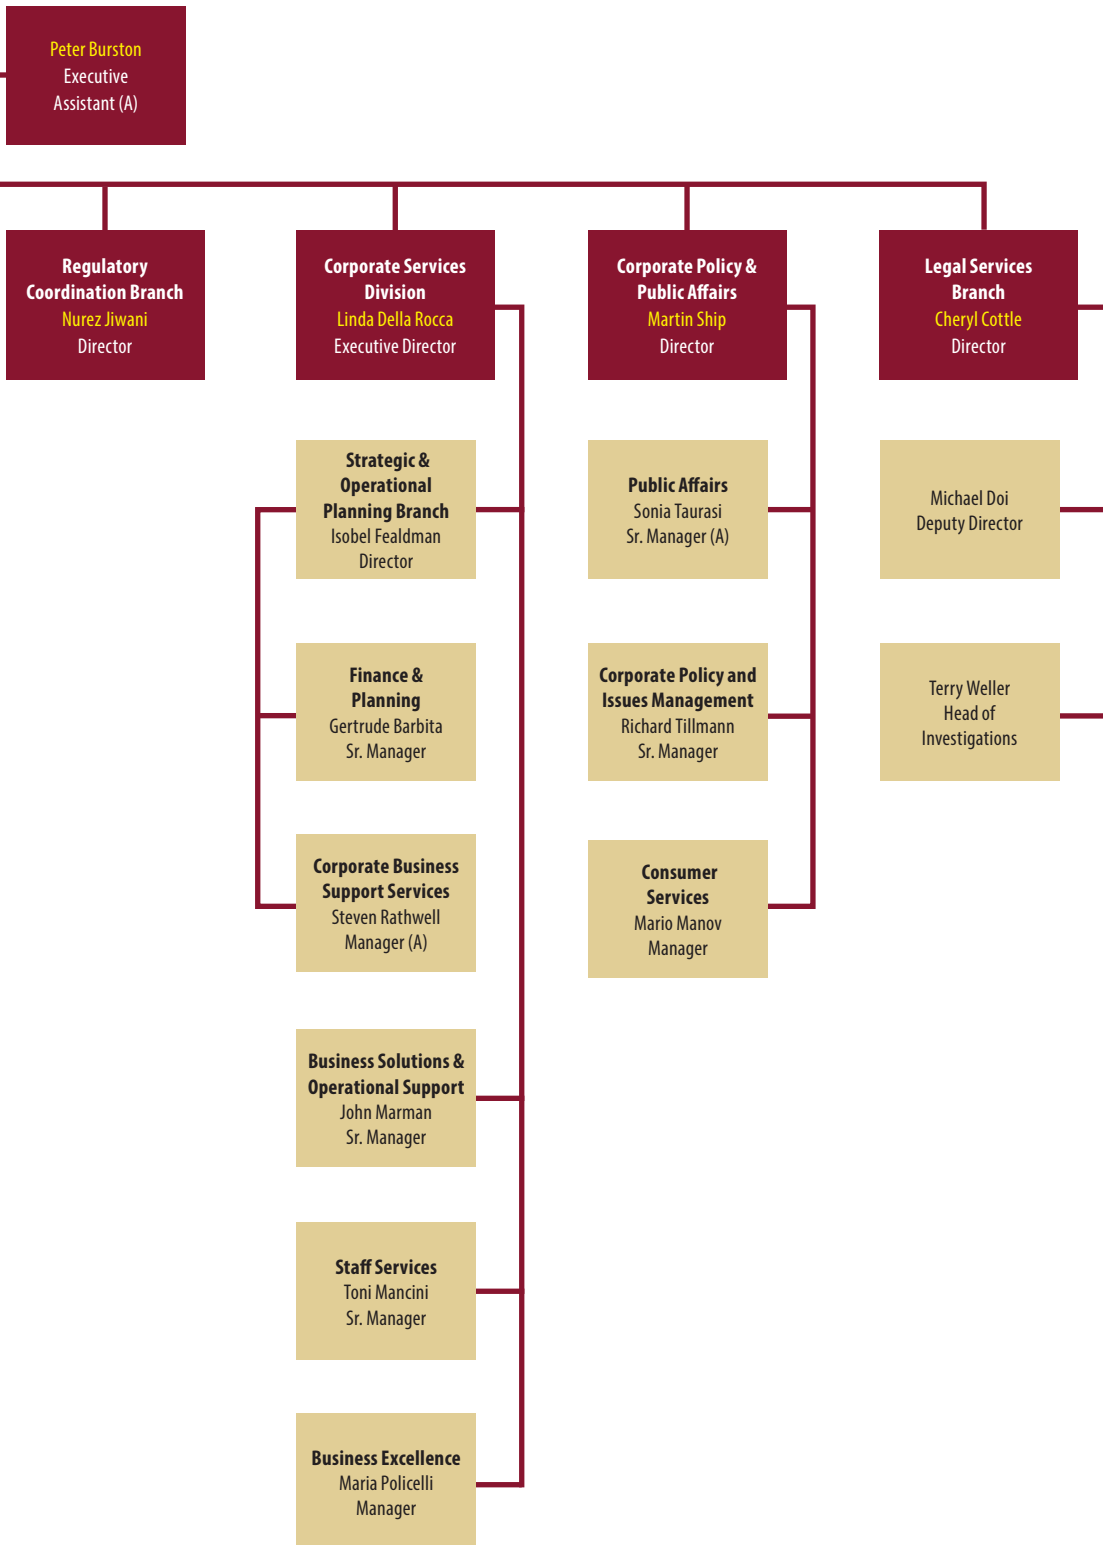 Peter Burston
Executive
Assistant (A)
Regulatory
Coordination Branch
Nurez Jiwani
Director
Corporate Services
Division
Linda Della Rocca
Executive Director
Corporate Policy &
Public Affairs
Martin Ship
Director
Legal Services
Branch
Cheryl Cottle
Director
Strategic &
Operational
Planning Branch
Isobel Fealdman
Director
Finance &
Planning
Gertrude Barbita
Sr. Manager
Corporate Business
Support Services
Steven Rathwell
Manager (A)
Business Solutions &
Operational Support
John Marman
Sr. Manager
Staff Services
Toni Mancini
Sr. Manager
Business Excellence
Maria Policelli
Manager
Public Affairs
Sonia Taurasi
Sr. Manager (A)
Corporate Policy and
Issues Management
Richard Tillmann
Sr. Manager
Consumer
Services
Mario Manov
Manager
Michael Doi
Deputy Director
Terry Weller
Head of
Investigations